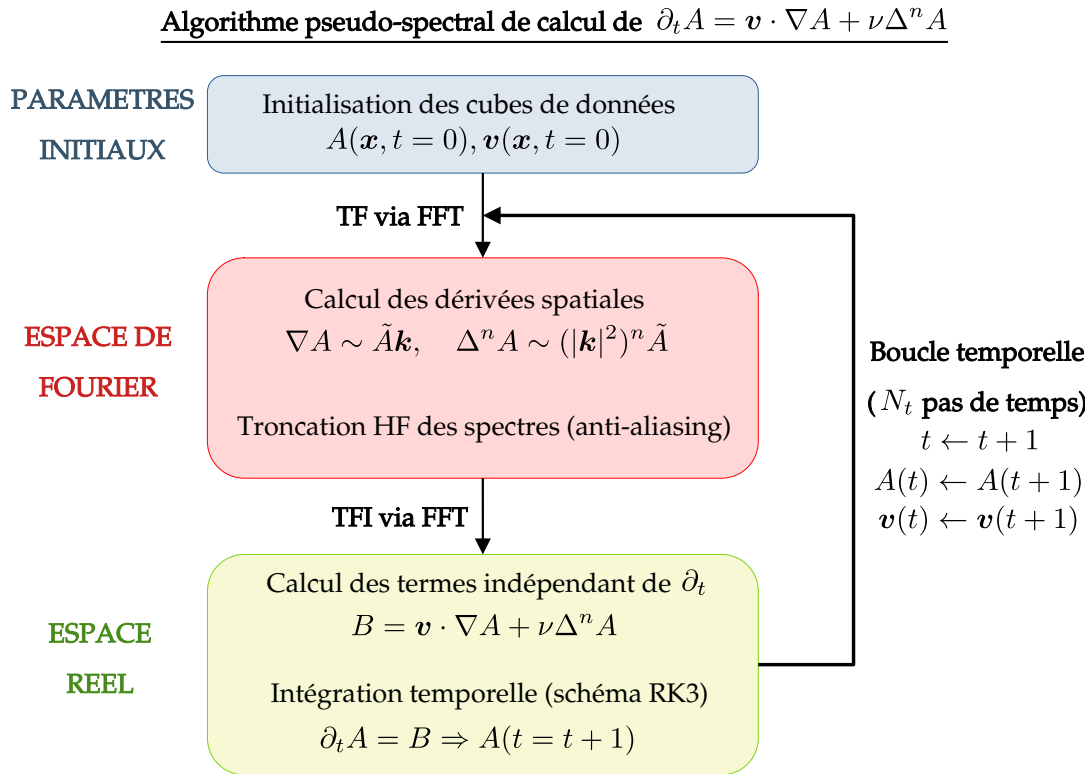 Algorithme pseudo-spectral de calcul de ∂ₜA = 𝒗 · ∇A + νΔⁿA
PARAMETRES
INITIAUX
Initialisation des cubes de données
A(𝒙, t = 0), 𝒗(𝒙, t = 0)
TF via FFT
ESPACE DE
FOURIER
Calcul des dérivées spatiales
∇A ∼ Ã𝒌, ΔⁿA ∼ (|𝒌|²)ⁿÃ
Troncation HF des spectres (anti-aliasing)
Boucle temporelle
( Nₜ pas de temps)
t ← t + 1
A(t) ← A(t + 1)
𝒗(t) ← 𝒗(t + 1)
TFI via FFT
ESPACE
REEL
Calcul des termes indépendant de ∂ₜ
B = 𝒗 · ∇A + νΔⁿA
Intégration temporelle (schéma RK3)
∂ₜA = B ⇒ A(t = t + 1)